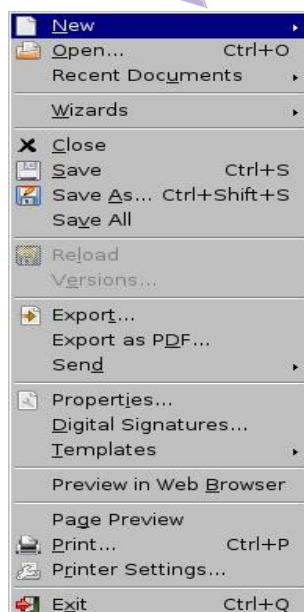 New
Open... Ctrl+O
Recent Documents
Wizards
Close
Save Ctrl+S
Save As... Ctrl+Shift+S
Save All
Reload
Versions...
Export...
Export as PDF...
Send
Properties...
Digital Signatures...
Templates
Preview in Web Browser
Page Preview
Print... Ctrl+P
Printer Settings...
Exit Ctrl+Q